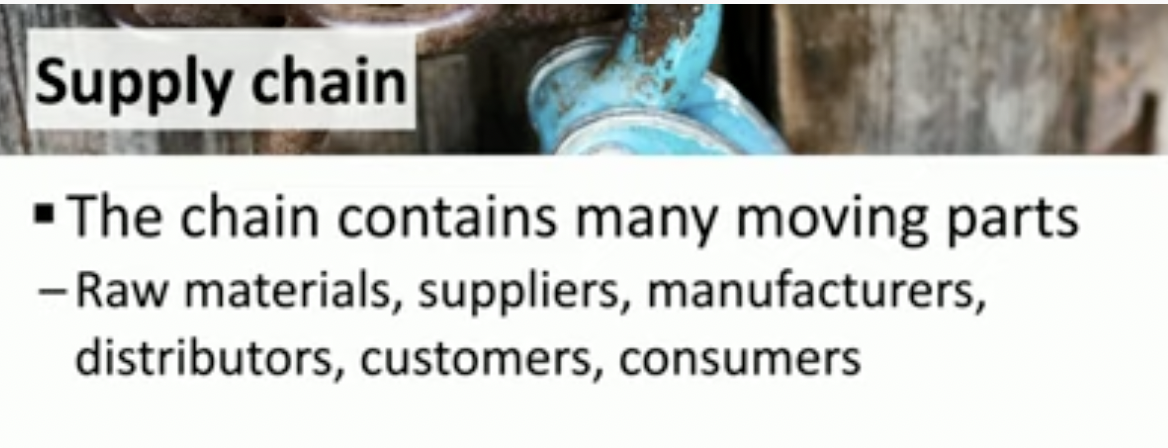 Supply chain
▪ The chain contains many moving parts
– Raw materials, suppliers, manufacturers,
distributors, customers, consumers